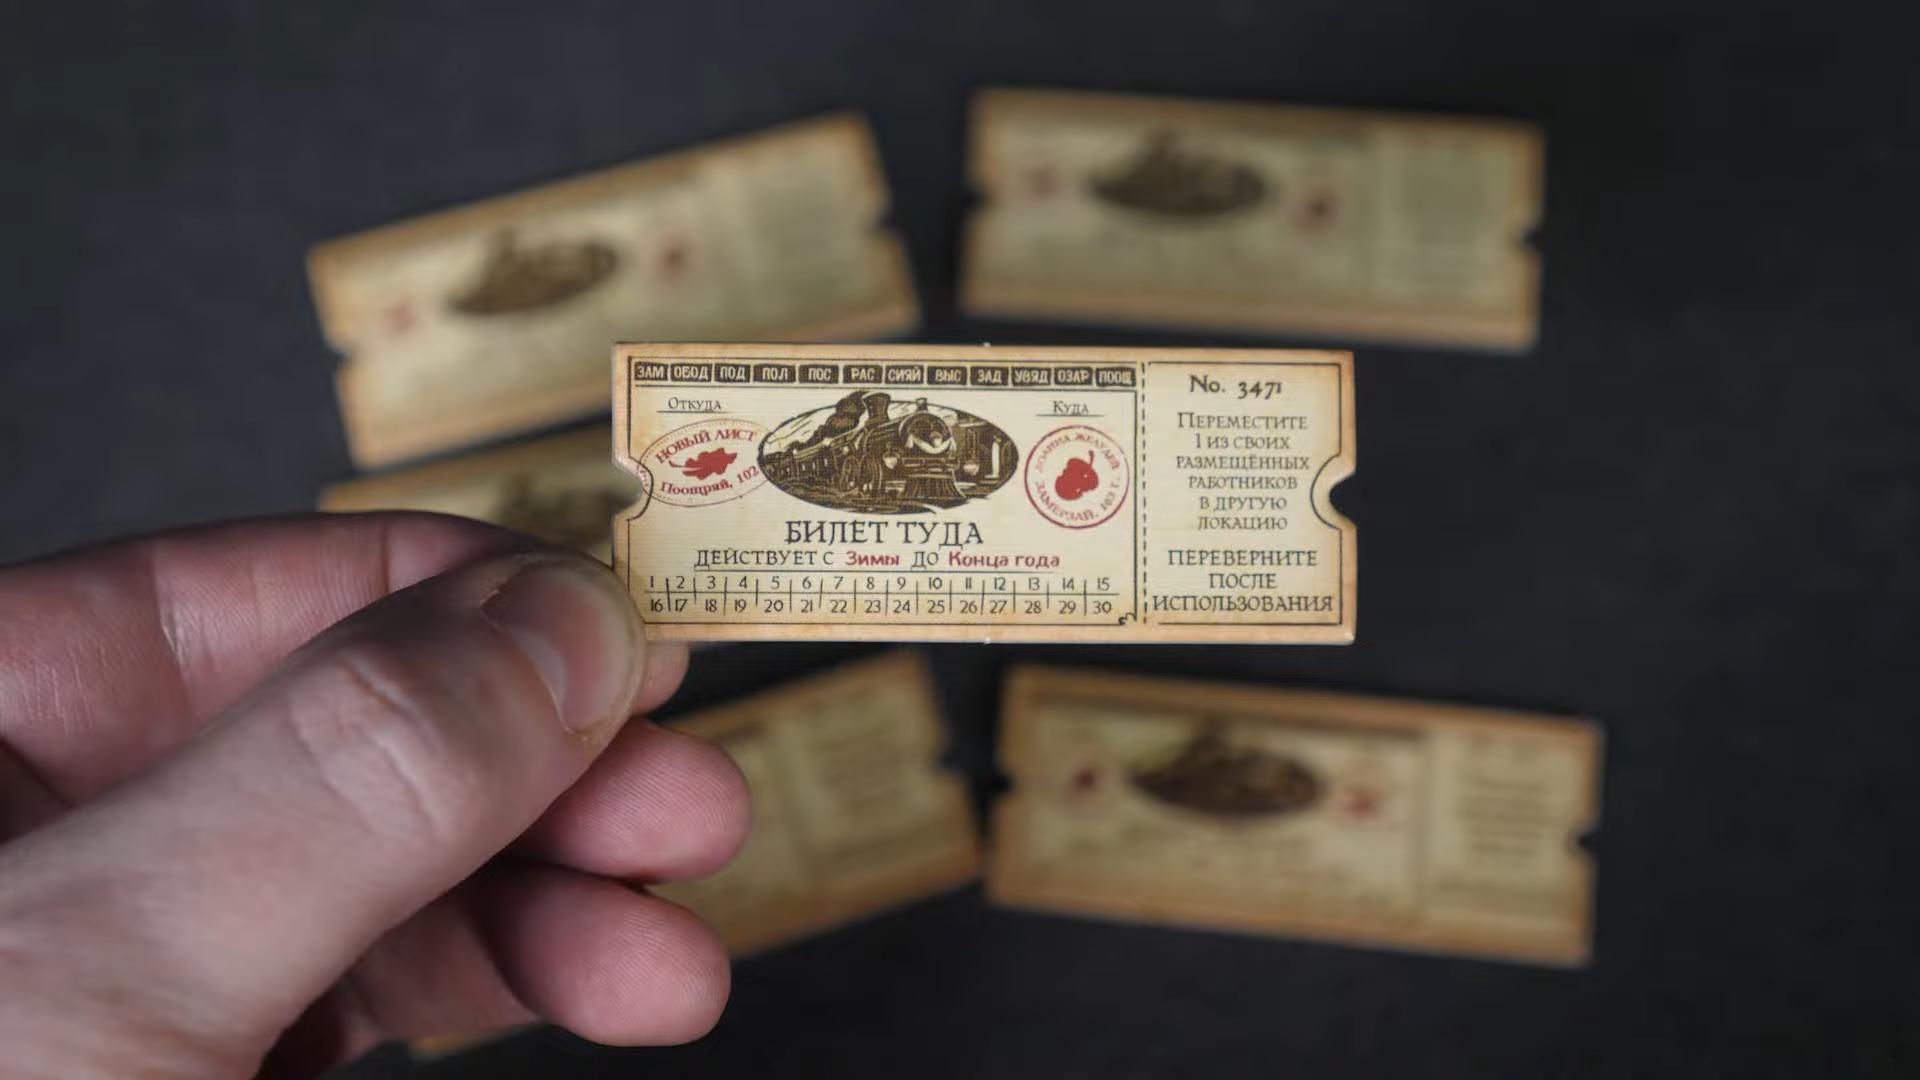 ЗАМ ОБОД ПОД ПОЛ ПОС РАС СИЯЙ ВЫС ЗАД УВЯД ОЗАР ПООЩ
ОТКУДА
КУДА
НОВЫЙ ЛИСТ
Поощряй, 102
ДОЛИНА ЖЕЛУДЕЙ
ЗАМЕРЗАЙ, 103 Г.
БИЛЕТ ТУДА
ДЕЙСТВУЕТ С Зимы ДО Конца года
1 2 3 4 5 6 7 8 9 10 11 12 13 14 15
16 17 18 19 20 21 22 23 24 25 26 27 28 29 30
No. 3471
ПЕРЕМЕСТИТЕ
1 ИЗ СВОИХ
РАЗМЕЩЁННЫХ
РАБОТНИКОВ
В ДРУГУЮ
ЛОКАЦИЮ
ПЕРЕВЕРНИТЕ
ПОСЛЕ
ИСПОЛЬЗОВАНИЯ